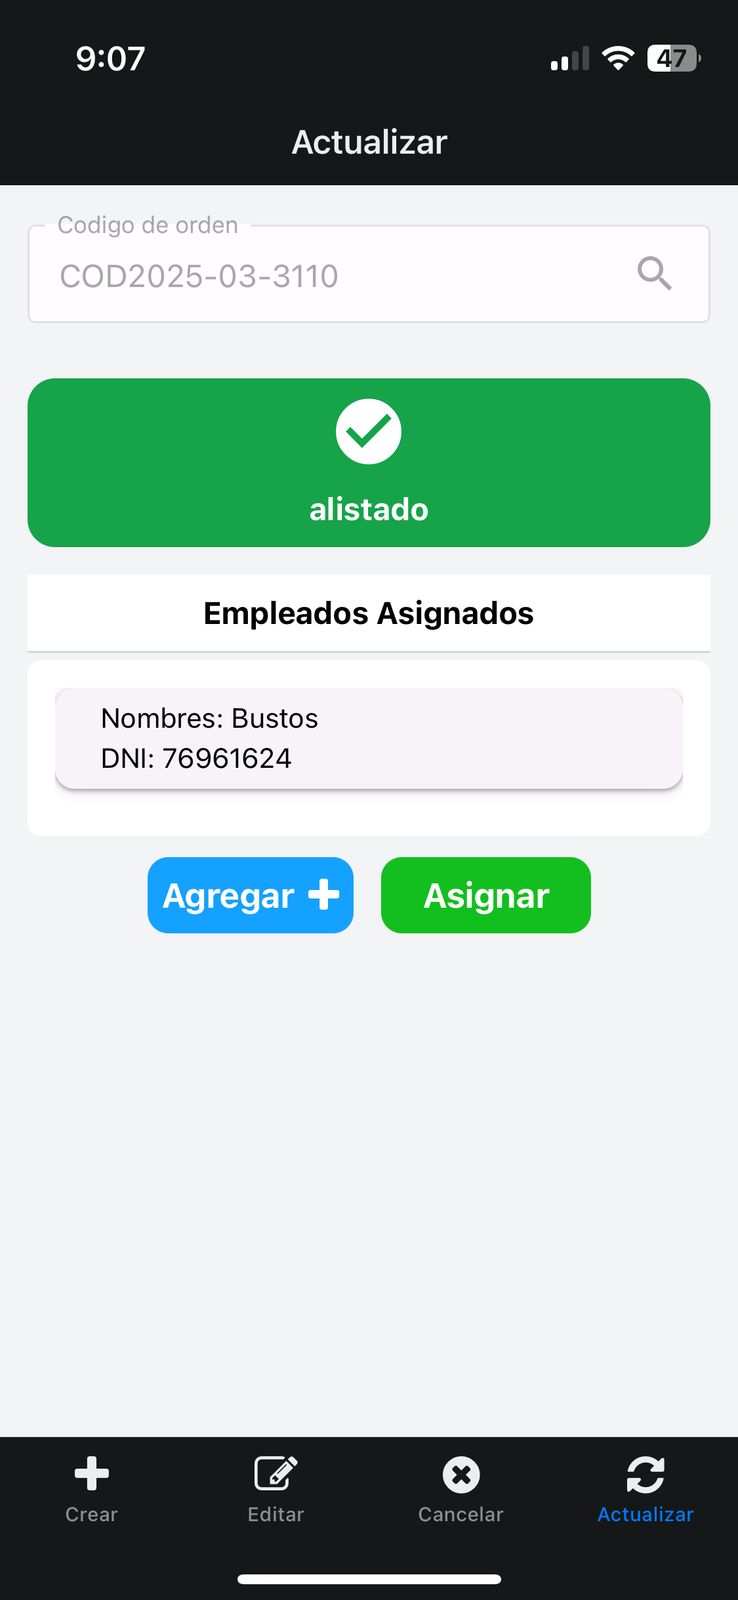 9:07
47
Actualizar
Codigo de orden
COD2025-03-3110
alistado
Empleados Asignados
Nombres: Bustos
DNI: 76961624
Agregar
Asignar
Crear
Editar
Cancelar
Actualizar